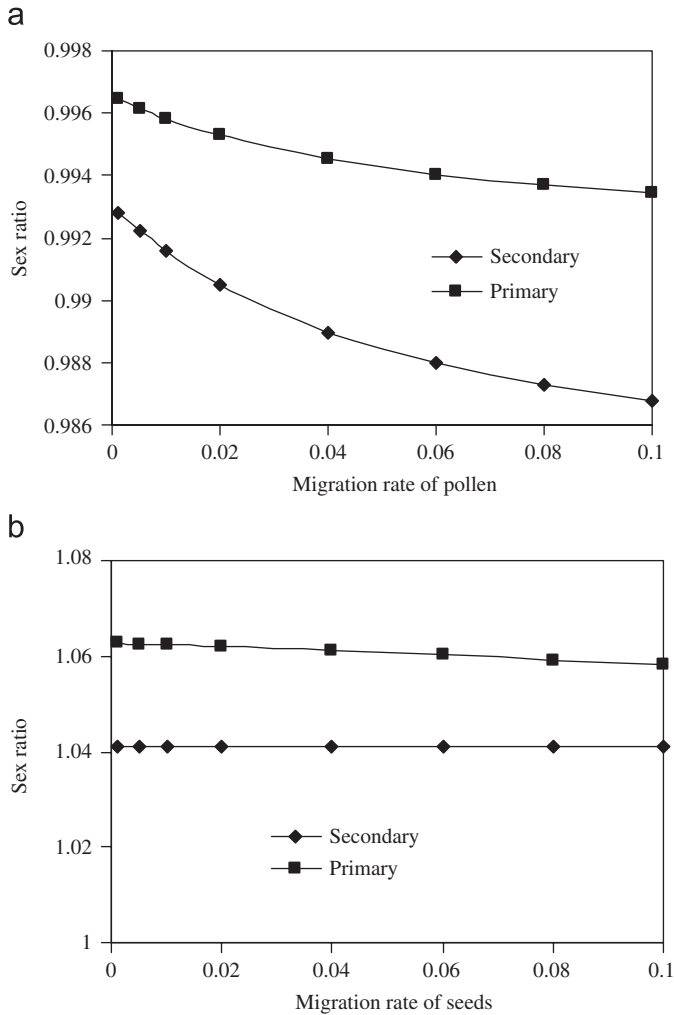 a
0.998
0.996
0.994
0.992
0.99
0.988
0.986
Sex ratio
Secondary
Primary
0 0.02 0.04 0.06 0.08 0.1
Migration rate of pollen
b
1.08
1.06
1.04
1.02
1
Sex ratio
Secondary
Primary
0 0.02 0.04 0.06 0.08 0.1
Migration rate of seeds